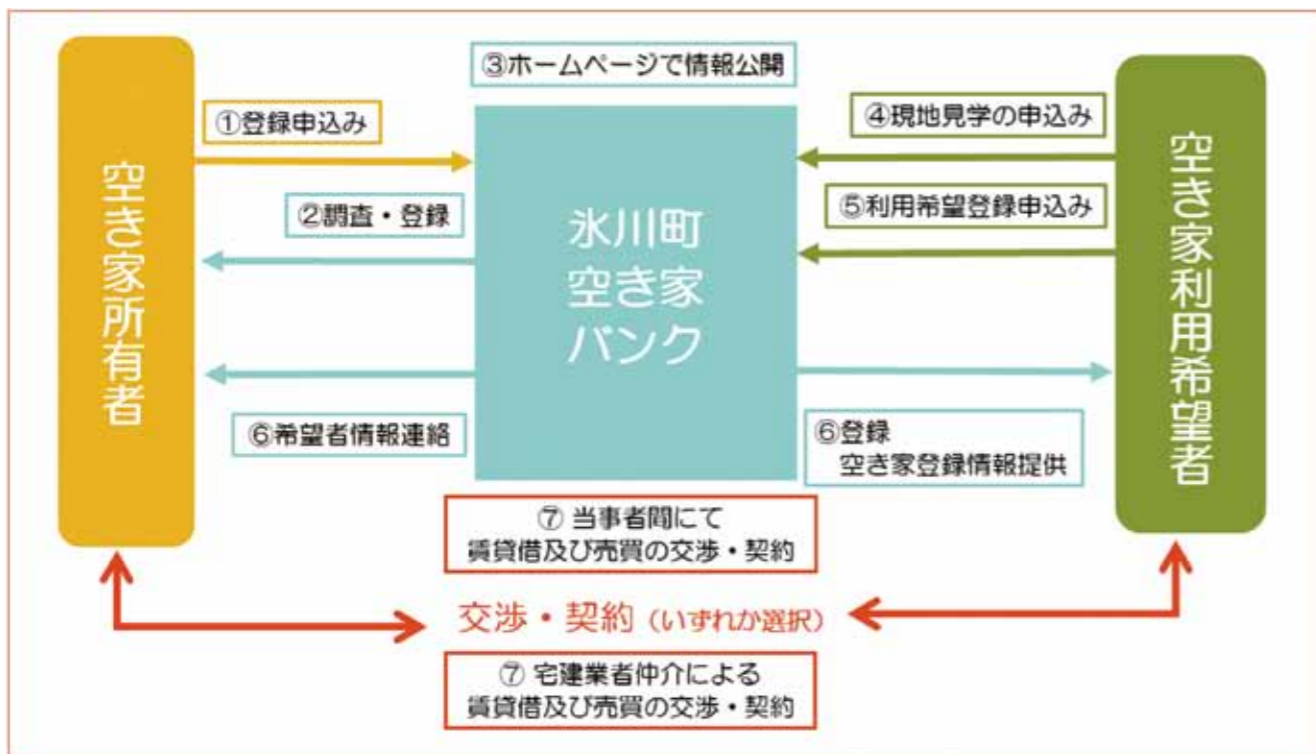 ③ホームページで情報公開
①登録申込み
④現地見学の申込み
空き家所有者
②調査・登録
氷川町
空き家
バンク
⑤利用希望登録申込み
空き家利用希望者
⑥希望者情報連絡
⑥登録
空き家登録情報提供
⑦ 当事者間にて
賃貸借及び売買の交渉・契約
交渉・契約（いずれか選択）
⑦ 宅建業者仲介による
賃貸借及び売買の交渉・契約